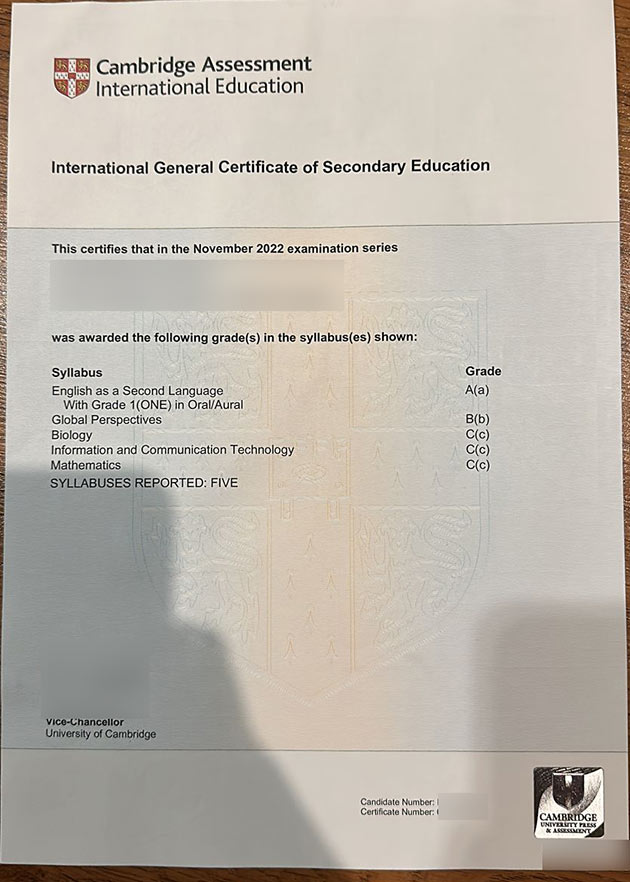 Cambridge Assessment
International Education
International General Certificate of Secondary Education
This certifies that in the November 2022 examination series
was awarded the following grade(s) in the syllabus(es) shown:
Syllabus Grade
English as a Second Language A(a)
With Grade 1(ONE) in Oral/Aural
Global Perspectives B(b)
Biology C(c)
Information and Communication Technology C(c)
Mathematics C(c)
SYLLABUSES REPORTED: FIVE
Vice-Chancellor
University of Cambridge
Candidate Number:
Certificate Number:
CAMBRIDGE
UNIVERSITY PRESS
& ASSESSMENT